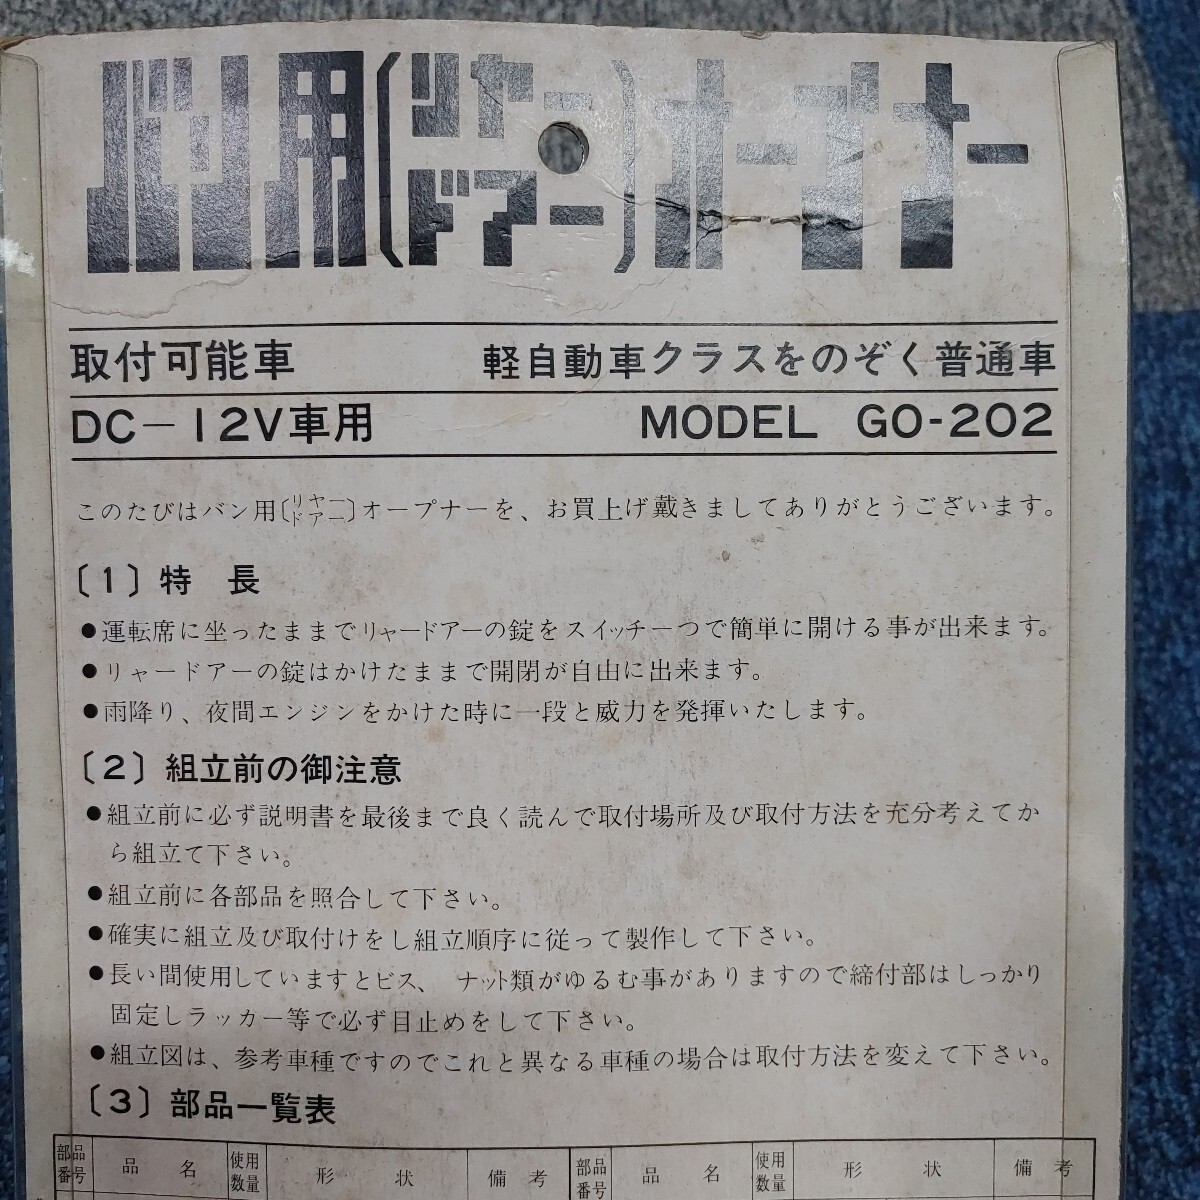 バン用〔リヤードアー〕オープナー
取付可能車　軽自動車クラスをのぞく普通車
DC－12V車用　MODEL GO-202
このたびはバン用〔リヤードアー〕オープナーを、お買上げ戴きましてありがとうございます。
〔1〕特　長
●運転席に坐ったままでリャードアーの錠をスイッチ一つで簡単に開ける事が出来ます。
●リャードアーの錠はかけたままで開閉が自由に出来ます。
●雨降り、夜間エンジンをかけた時に一段と威力を発揮いたします。
〔2〕組立前の御注意
●組立前に必ず説明書を最後まで良く読んで取付場所及び取付方法を充分考えてか
ら組立て下さい。
●組立前に各部品を照合して下さい。
●確実に組立及び取付けをし組立順序に従って製作して下さい。
●長い間使用していますとビス、ナット類がゆるむ事がありますので締付部はしっかり
固定しラッカー等で必ず目止めをして下さい。
●組立図は、参考車種ですのでこれと異なる車種の場合は取付方法を変えて下さい。
〔3〕部品一覧表
部品番号　品　名　使用数量　形　状　備　考　部品番号　品　名　使用数量　形　状　備　考